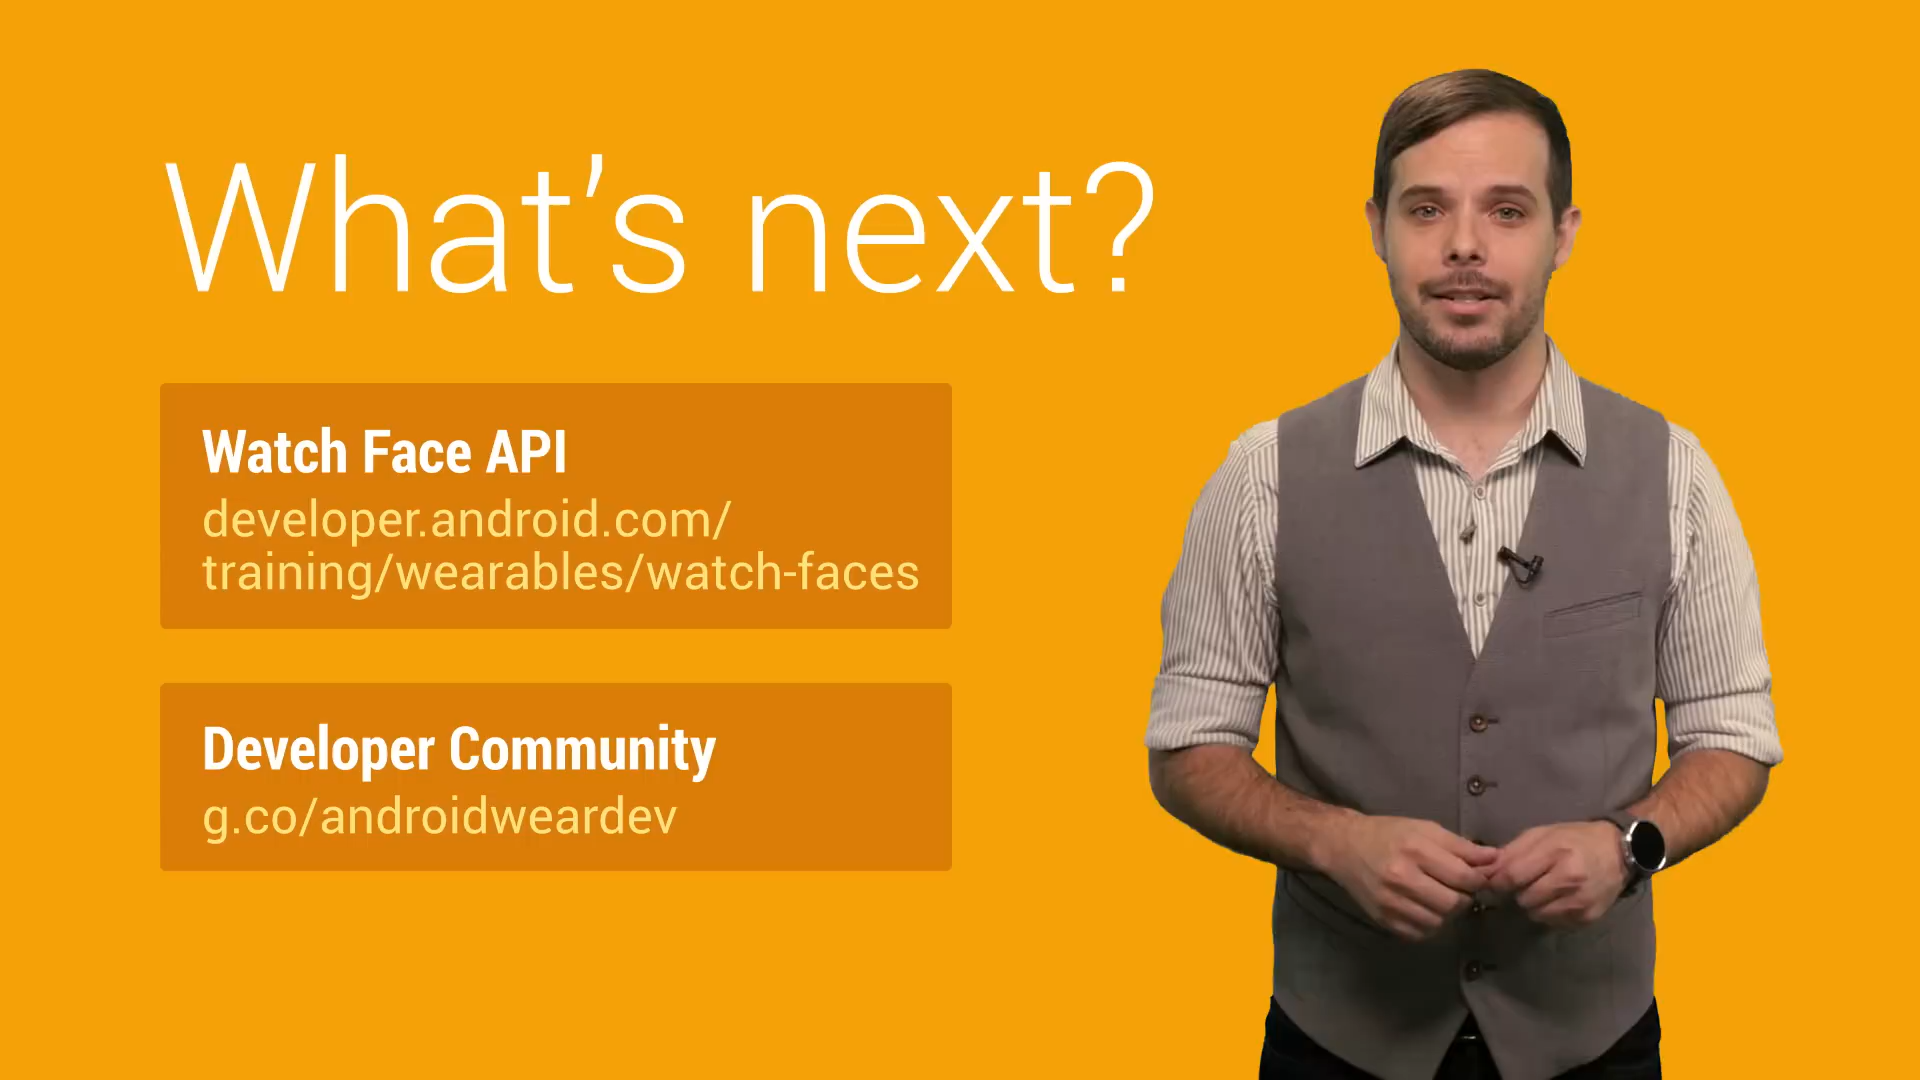 What’s next?
Watch Face API
developer.android.com/
training/wearables/watch-faces
Developer Community
g.co/androidweardev